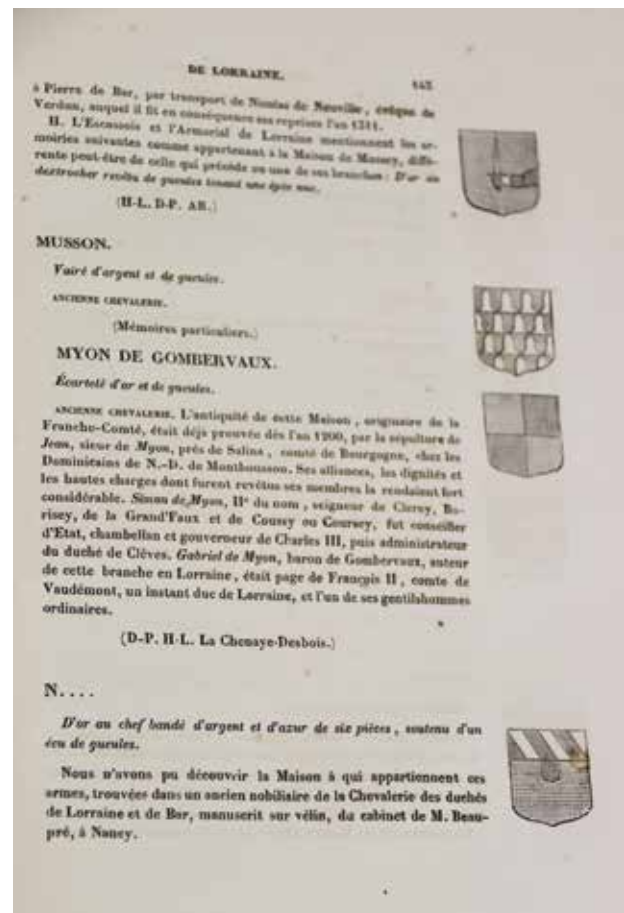 DE LORRAINE. 143
à Pierre de Bar, par transport de Nicolas de Neuville, évêque de
Verdun, auquel il fit en conséquence ses reprises l'an 1311.
II. L'Escassois et l'Armorial de Lorraine mentionnent les ar-
moiries suivantes comme appartenant à la Maison de Mussey, diffé-
rente peut-être de celle qui précède ou une de ses branches : D'or au
dextrocher revêtu de gueules tenant une épée nue.
(H-L. D-P. AR.)
MUSSON.
Vairé d'argent et de gueules.
ANCIENNE CHEVALERIE.
(Mémoires particuliers.)
MYON DE GOMBERVAUX.
Écartelé d'or et de gueules.
ANCIENNE CHEVALERIE. L'antiquité de cette Maison, originaire de la
Franche-Comté, était déjà prouvée dès l'an 1200, par la sépulture de
Jean, sieur de Myon, près de Salins, comté de Bourgogne, chez les
Dominicains de N.-D. de Monthousson. Ses alliances, les dignités et
les hautes charges dont furent revêtus ses membres la rendaient fort
considérable. Simon de Myon, IIe du nom, seigneur de Clerey, Bo-
risey, de la Grand'Faux et de Coussy ou Coursey, fut conseiller
d'Etat, chambellan et gouverneur de Charles III, puis administrateur
du duché de Clèves. Gabriel de Myon, baron de Gombervaux, auteur
de cette branche en Lorraine, était page de François II, comte de
Vaudémont, un instant duc de Lorraine, et l'un de ses gentilshommes
ordinaires.
(D-P. H-L. La Chenaye-Desbois.)
N....
D'or au chef bandé d'argent et d'azur de six pièces, soutenu d'un
écu de gueules.
Nous n'avons pu découvrir la Maison à qui appartiennent ces
armes, trouvées dans un ancien nobiliaire de la Chevalerie des duchés
de Lorraine et de Bar, manuscrit sur vélin, du cabinet de M. Beau-
pré, à Nancy.